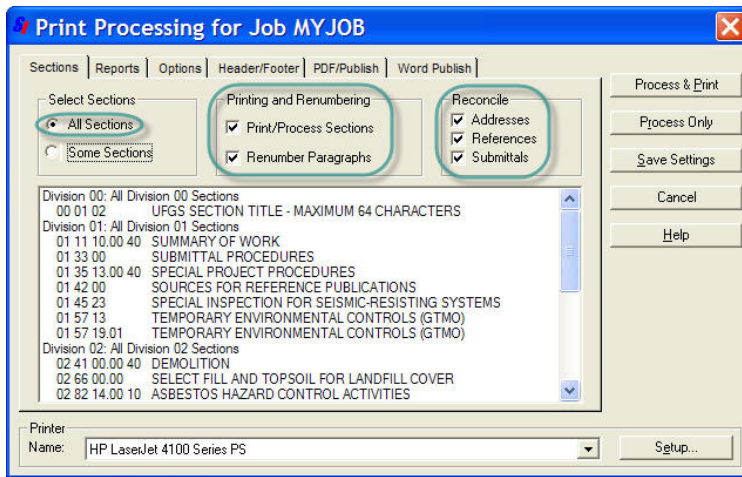 SI Print Processing for Job MYJOB
Sections Reports Options Header/Footer PDF/Publish Word Publish
Select Sections
All Sections
Some Sections
Printing and Renumbering
Print/Process Sections
Renumber Paragraphs
Reconcile
Addresses
References
Submittals
Process & Print
Process Only
Save Settings
Cancel
Help
Division 00: All Division 00 Sections
00 01 02 UFGS SECTION TITLE - MAXIMUM 64 CHARACTERS
Division 01: All Division 01 Sections
01 11 10.00 40 SUMMARY OF WORK
01 33 00 SUBMITTAL PROCEDURES
01 35 13.00 40 SPECIAL PROJECT PROCEDURES
01 42 00 SOURCES FOR REFERENCE PUBLICATIONS
01 45 23 SPECIAL INSPECTION FOR SEISMIC-RESISTING SYSTEMS
01 57 13 TEMPORARY ENVIRONMENTAL CONTROLS (GTMO)
01 57 19.01 TEMPORARY ENVIRONMENTAL CONTROLS (GTMO)
Division 02: All Division 02 Sections
02 41 00.00 40 DEMOLITION
02 66 00.00 SELECT FILL AND TOPSOIL FOR LANDFILL COVER
02 82 14.00 10 ASBESTOS HAZARD CONTROL ACTIVITIES
Printer
Name: HP LaserJet 4100 Series PS
Setup...